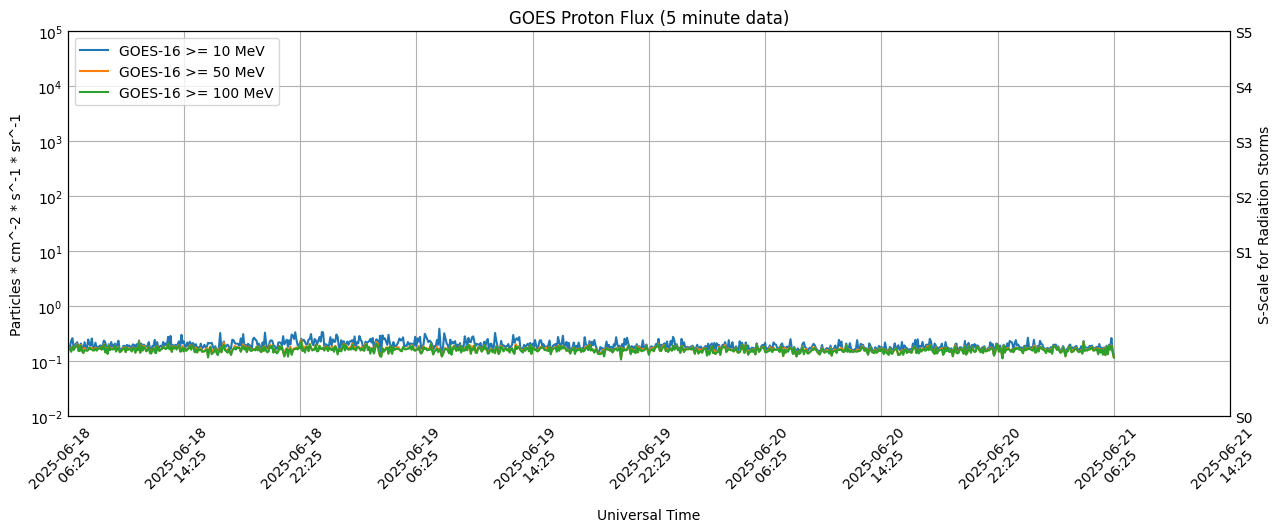 GOES Proton Flux (5 minute data)
GOES-16 >= 10 MeV
GOES-16 >= 50 MeV
GOES-16 >= 100 MeV
Particles * cm^-2 * s^-1 * sr^-1
10^5
10^4
10^3
10^2
10^1
10^0
10^-1
10^-2
S5
S4
S3
S2
S1
S0
S-Scale for Radiation Storms
2025-06-18
06:25
2025-06-18
14:25
2025-06-18
22:25
2025-06-19
06:25
2025-06-19
14:25
2025-06-19
22:25
2025-06-20
06:25
2025-06-20
14:25
2025-06-20
22:25
2025-06-21
06:25
2025-06-21
14:25
Universal Time